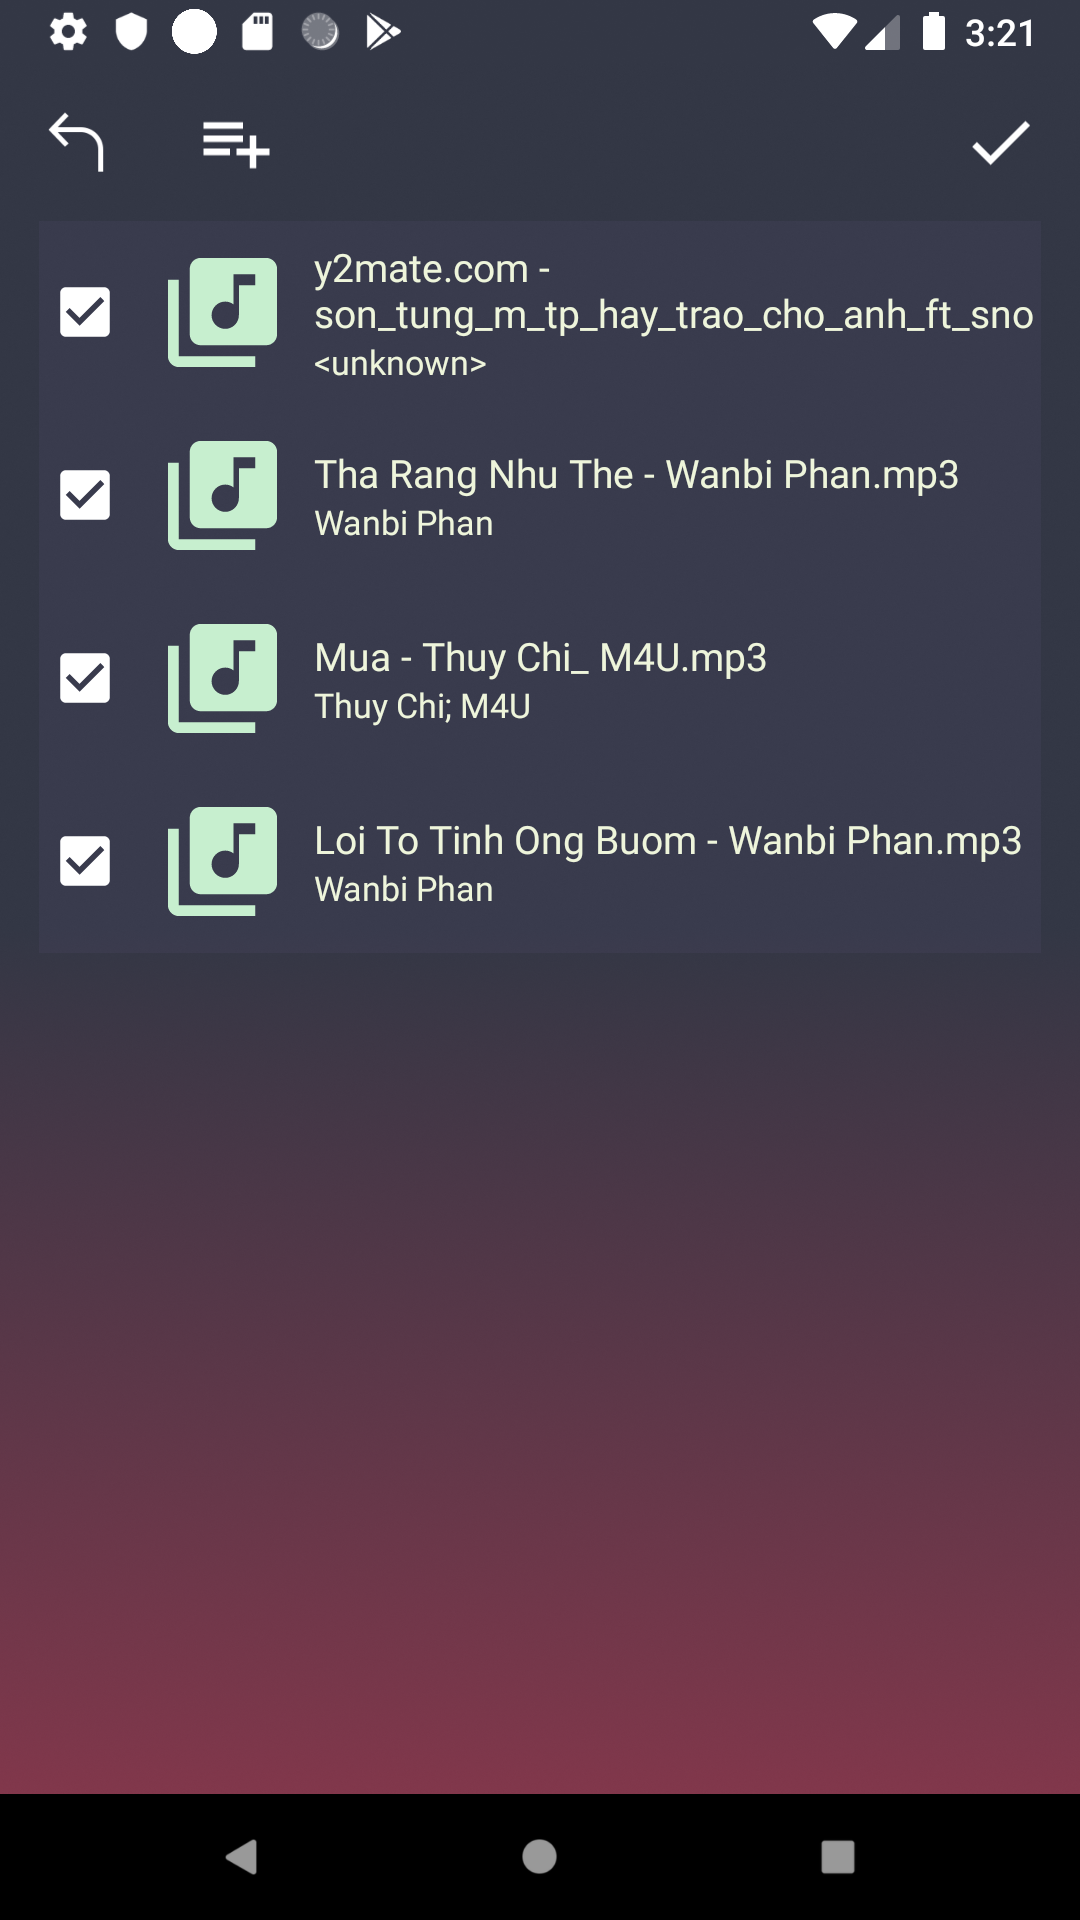 3:21
y2mate.com -
son_tung_m_tp_hay_trao_cho_anh_ft_sno
<unknown>
Tha Rang Nhu The - Wanbi Phan.mp3
Wanbi Phan
Mua - Thuy Chi_ M4U.mp3
Thuy Chi; M4U
Loi To Tinh Ong Buom - Wanbi Phan.mp3
Wanbi Phan